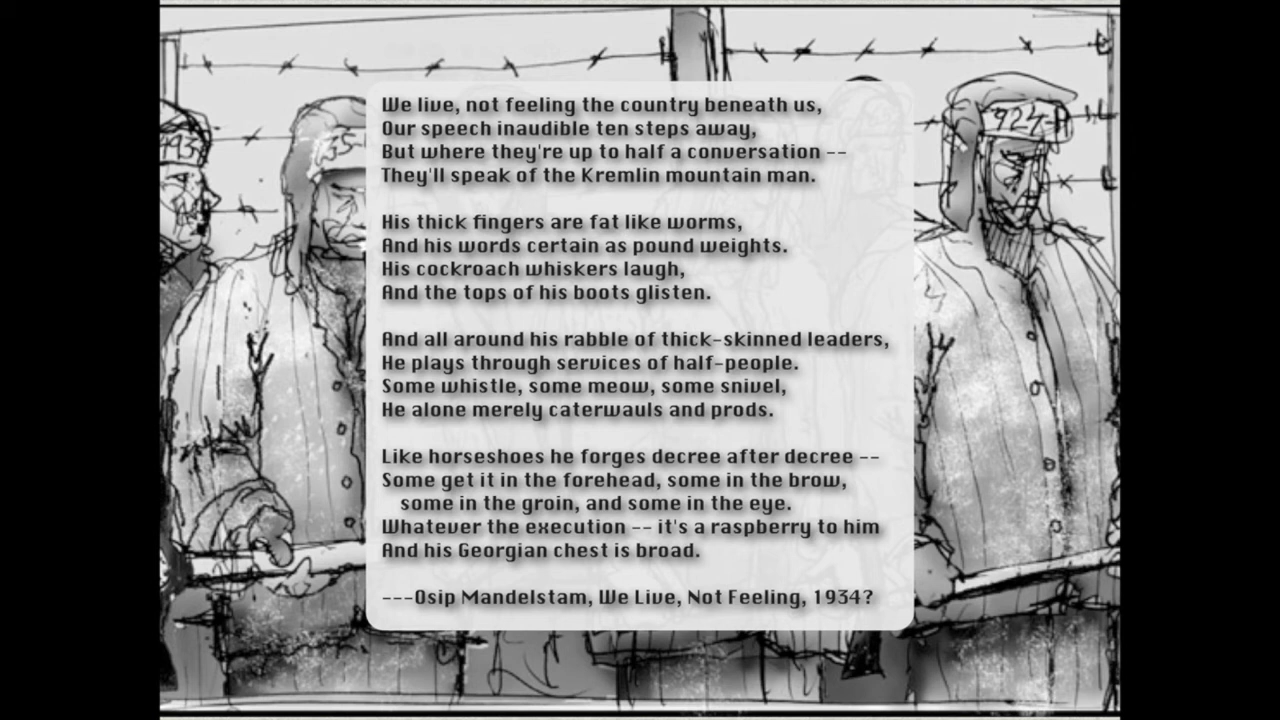 We live, not feeling the country beneath us,
Our speech inaudible ten steps away,
But where they're up to half a conversation --
They'll speak of the Kremlin mountain man.
His thick fingers are fat like worms,
And his words certain as pound weights.
His cockroach whiskers laugh,
And the tops of his boots glisten.
And all around his rabble of thick-skinned leaders,
He plays through services of half-people.
Some whistle, some meow, some snivel,
He alone merely caterwauls and prods.
Like horseshoes he forges decree after decree --
Some get it in the forehead, some in the brow,
some in the groin, and some in the eye.
Whatever the execution -- it's a raspberry to him
And his Georgian chest is broad.
---Osip Mandelstam, We Live, Not Feeling, 1934?
924-A